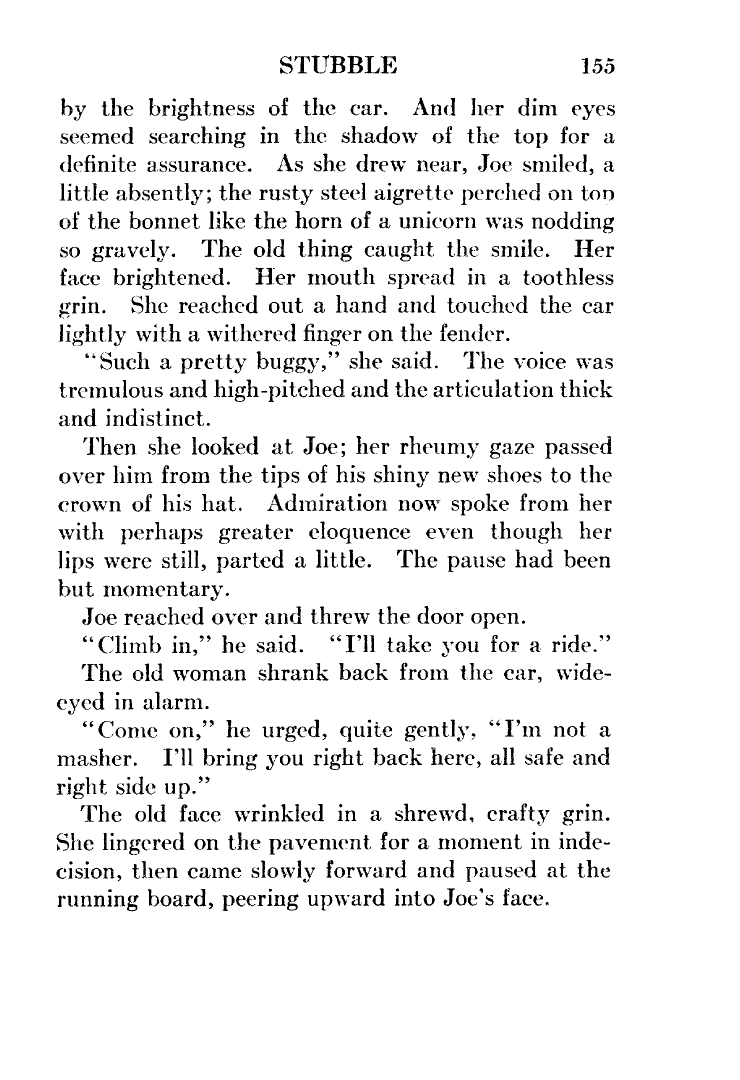 STUBBLE 155
by the brightness of the car. And her dim eyes
seemed searching in the shadow of the top for a
definite assurance. As she drew near, Joe smiled, a
little absently; the rusty steel aigrette perched on top
of the bonnet like the horn of a unicorn was nodding
so gravely. The old thing caught the smile. Her
face brightened. Her mouth spread in a toothless
grin. She reached out a hand and touched the car
lightly with a withered finger on the fender.
"Such a pretty buggy," she said. The voice was
tremulous and high-pitched and the articulation thick
and indistinct.
Then she looked at Joe; her rheumy gaze passed
over him from the tips of his shiny new shoes to the
crown of his hat. Admiration now spoke from her
with perhaps greater eloquence even though her
lips were still, parted a little. The pause had been
but momentary.
Joe reached over and threw the door open.
"Climb in," he said. "I'll take you for a ride."
The old woman shrank back from the car, wide-
eyed in alarm.
"Come on," he urged, quite gently, "I'm not a
masher. I'll bring you right back here, all safe and
right side up."
The old face wrinkled in a shrewd, crafty grin.
She lingered on the pavement for a moment in inde-
cision, then came slowly forward and paused at the
running board, peering upward into Joe's face.